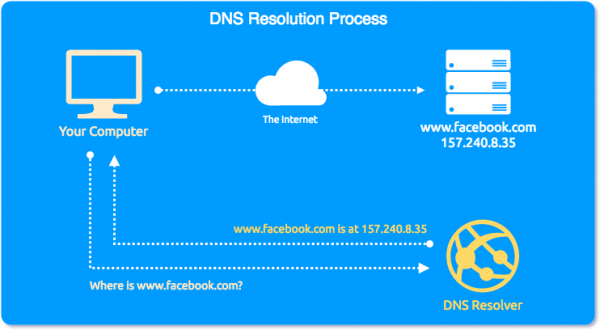 DNS Resolution Process
Your Computer
The Internet
www.facebook.com
157.240.8.35
www.facebook.com is at 157.240.8.35
Where is www.facebook.com?
DNS Resolver